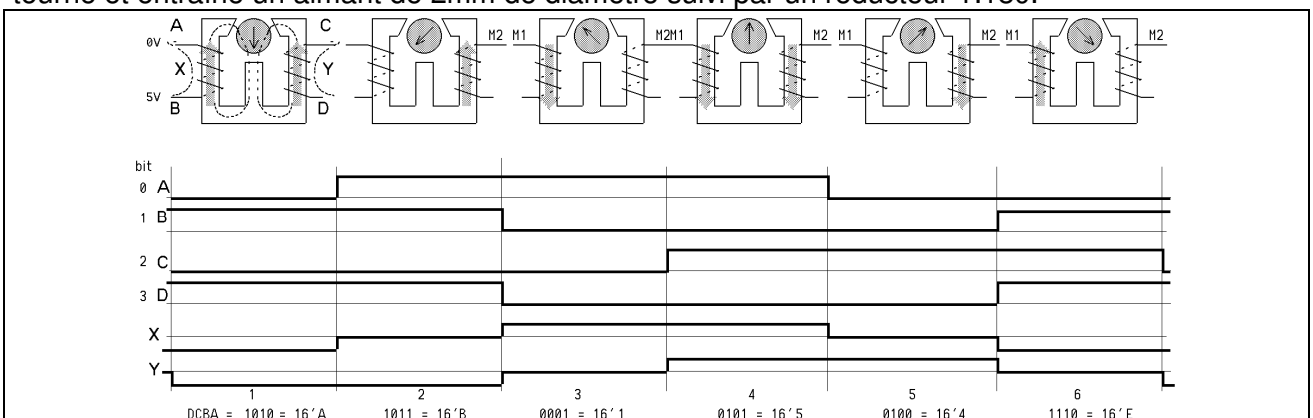 tourne et entraîne un aimant de 2mm de diamètre suivi par un réducteur 1:180.
A C
0V M2 M1 M2M1 M2 M1 M2 M1 M2
X Y
5V
B D
bit
0 A
1 B
2 C
3 D
X
Y
1 2 3 4 5 6
DCBA = 1010 = 16'A 1011 = 16'B 0001 = 16'1 0101 = 16'5 0100 = 16'4 1110 = 16'E